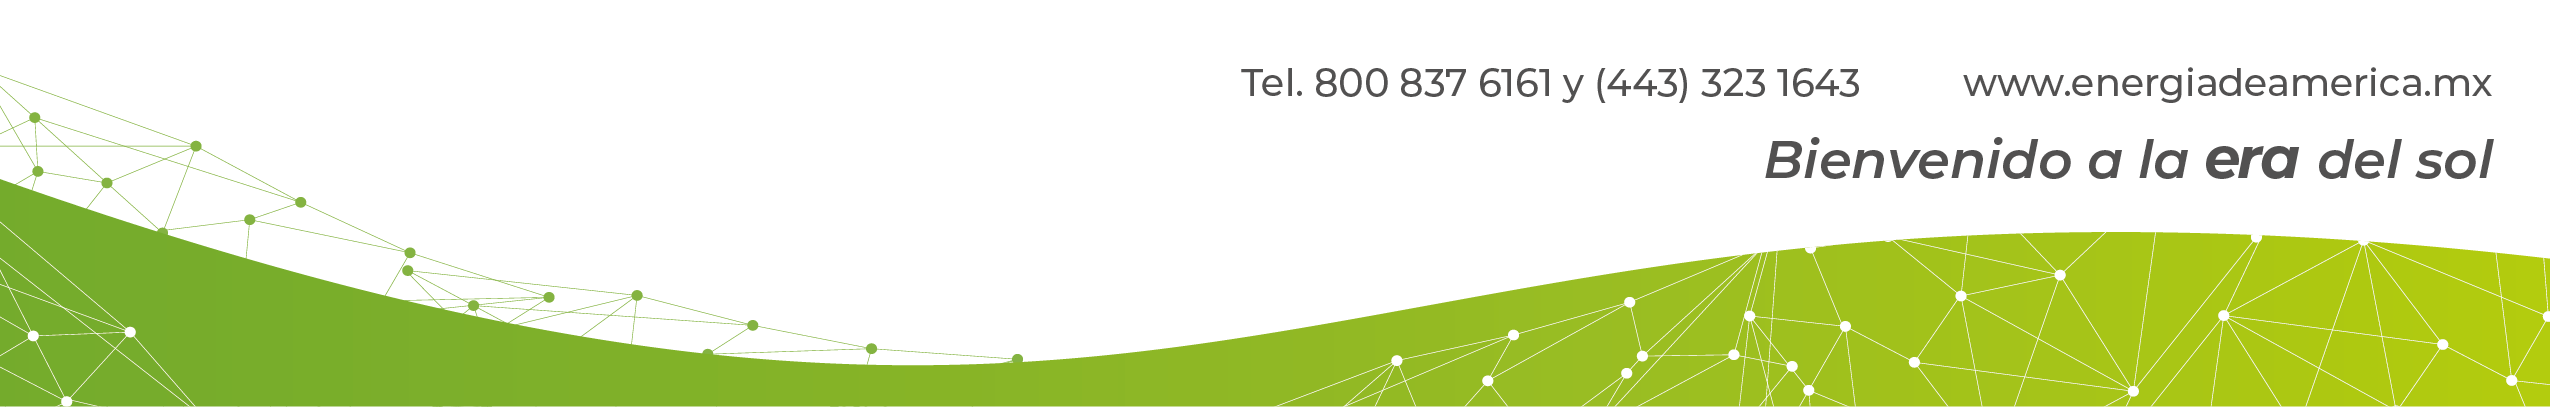 Tel. 800 837 6161 y (443) 323 1643 www.energiadeamerica.mx
Bienvenido a la era del sol